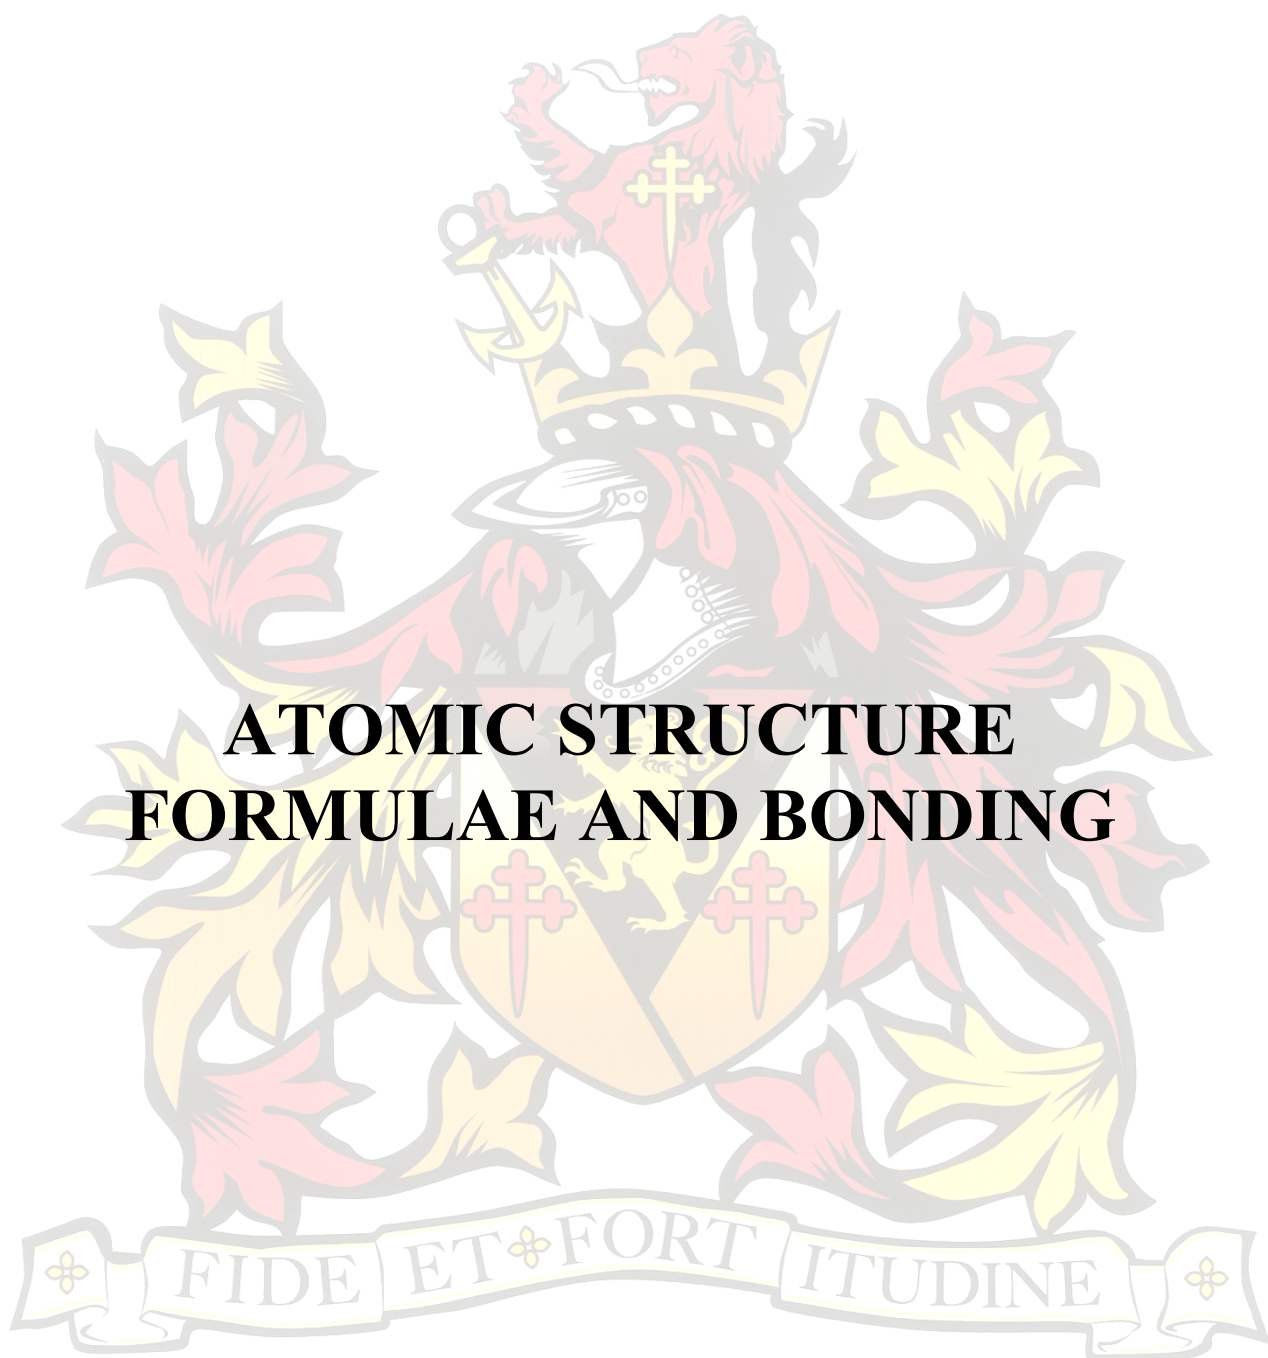 ATOMIC STRUCTURE
FORMULAE AND BONDING
FIDE ET FORT ITUDINE